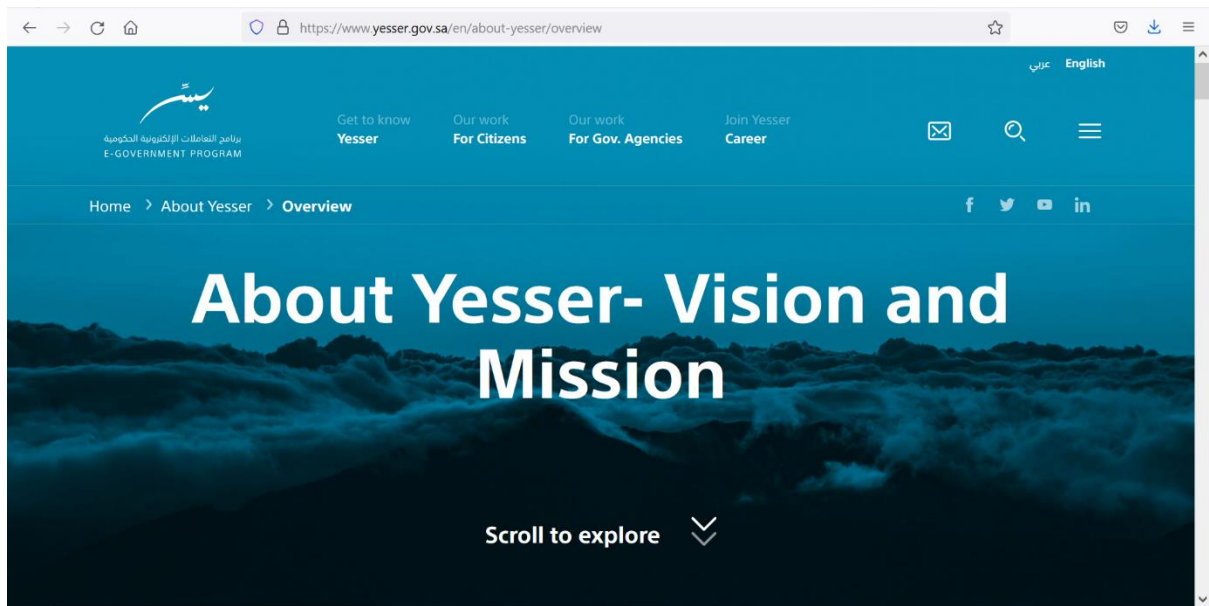 https://www.yesser.gov.sa/en/about-yesser/overview
عربي English
يسّر
برنامج التعاملات الإلكترونية الحكومية
E-GOVERNMENT PROGRAM
Get to know
Yesser
Our work
For Citizens
Our work
For Gov. Agencies
Join Yesser
Career
Home > About Yesser > Overview
f in
About Yesser- Vision and
Mission
Scroll to explore